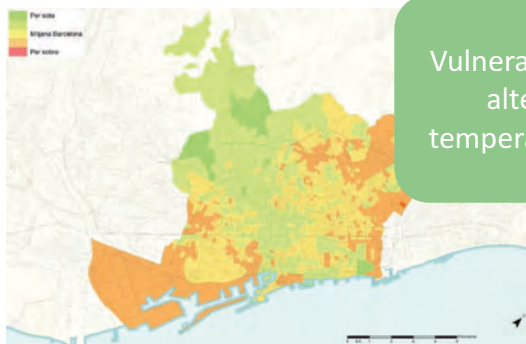 Per sota
Mitjana Barcelona
Per sobre
Vulnera
alte
tempera